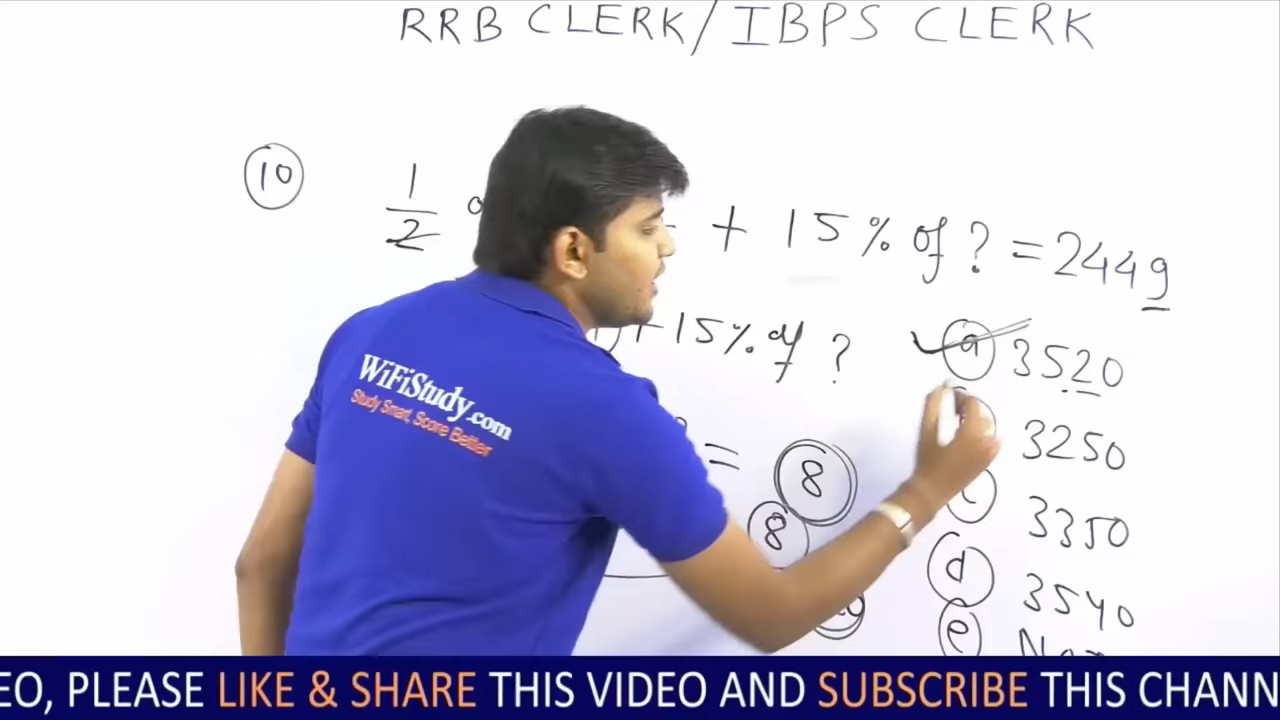 RRB CLERK/IBPS CLERK
10
1/2 + 15% of ? = 2449
+15% of ?
a 3520
= 8
3250
8
c 3350
d 3540
e
WiFiStudy.com
Study Smart, Score Better
EO, PLEASE LIKE & SHARE THIS VIDEO AND SUBSCRIBE THIS CHANN